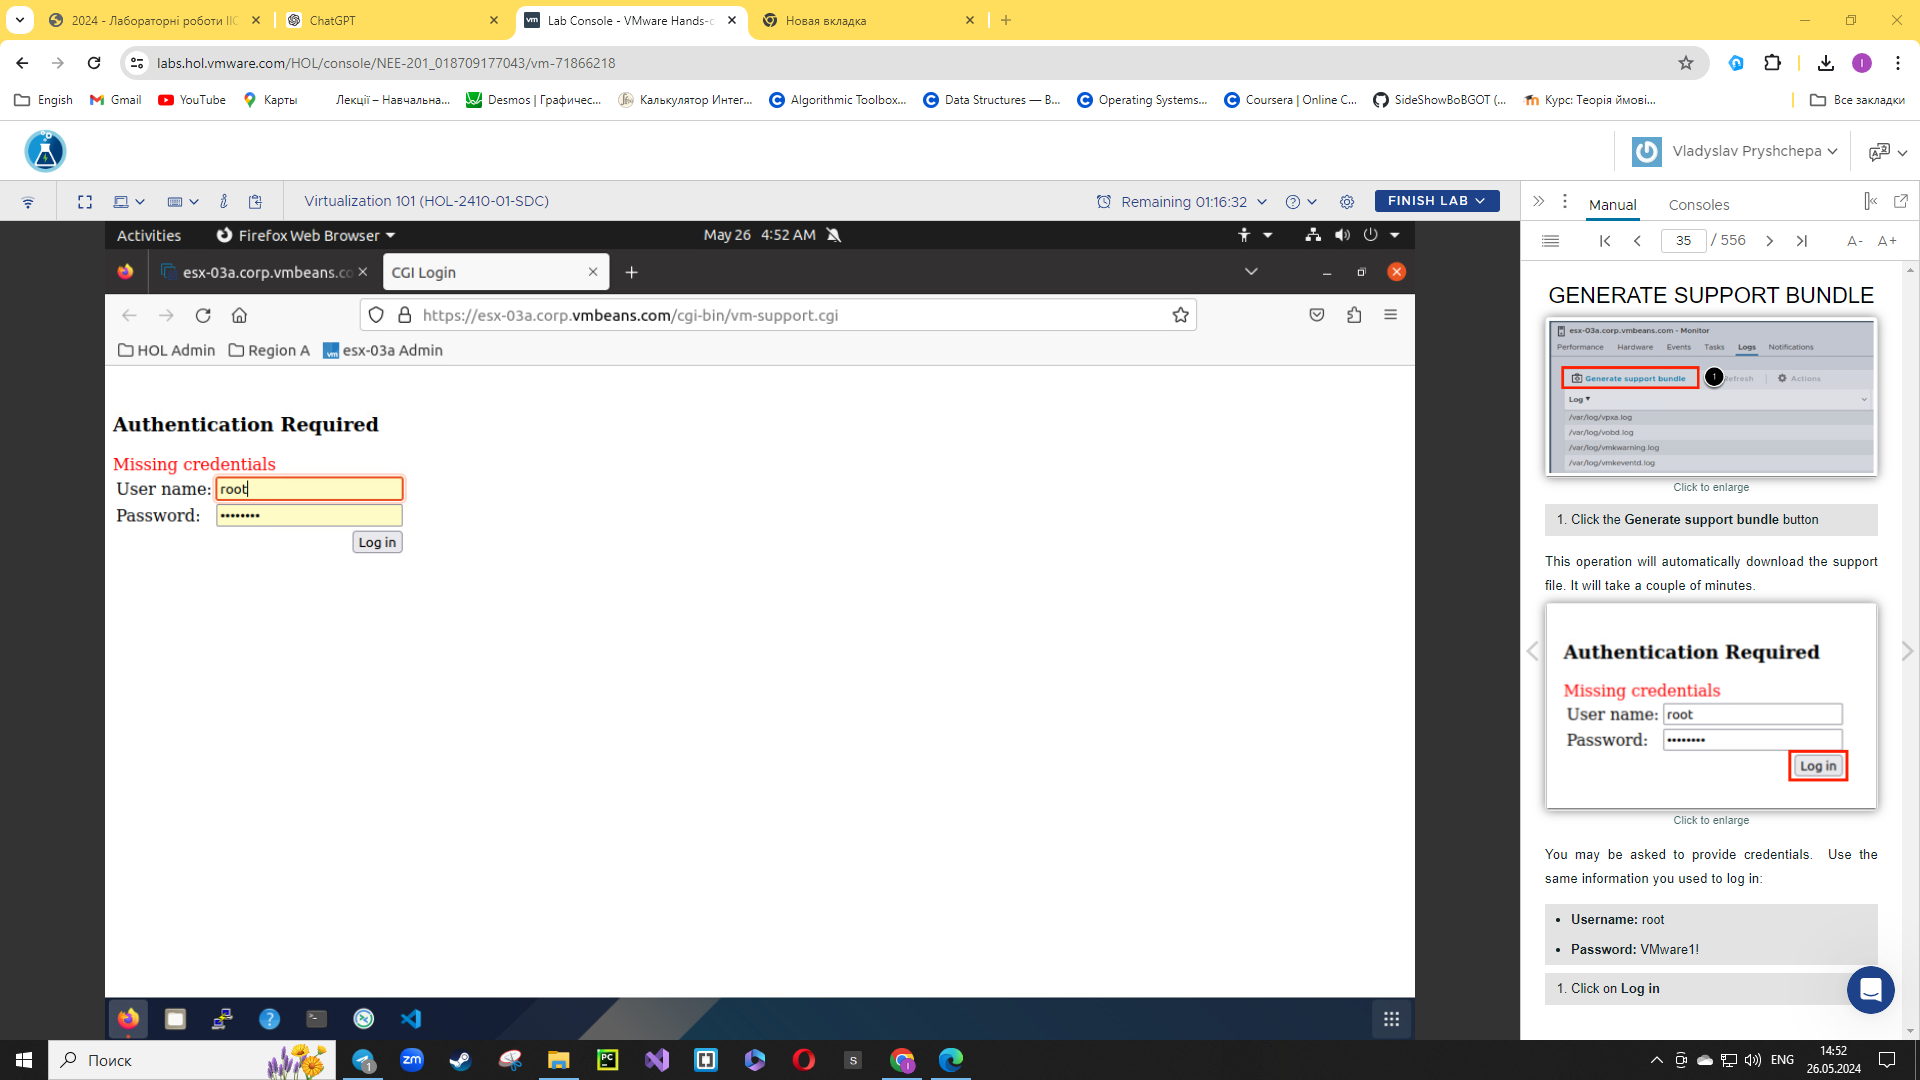 2024 - Лабораторні роботи ІІС
ChatGPT
Lab Console - VMware Hands-o
Новая вкладка
labs.hol.vmware.com/HOL/console/NEE-201_018709177043/vm-71866218
I
Engish
Gmail
YouTube
Карты
Лекції – Навчальна...
Desmos | Графичес...
Калькулятор Интег...
Algorithmic Toolbox...
Data Structures — B...
Operating Systems...
Coursera | Online C...
SideShowBoBGOT (...
Курс: Теорія ймові...
Все закладки
Vladyslav Pryshchepa
Virtualization 101 (HOL-2410-01-SDC)
Remaining 01:16:32
FINISH LAB
Manual
Consoles
35 / 556
A-
A+
Activities
Firefox Web Browser
May 26 4:52 AM
esx-03a.corp.vmbeans.co
CGI Login
https://esx-03a.corp.vmbeans.com/cgi-bin/vm-support.cgi
HOL Admin
Region A
esx-03a Admin
Authentication Required
Missing credentials
User name: root
Password: ••••••••
Log in
GENERATE SUPPORT BUNDLE
esx-03a.corp.vmbeans.com - Monitor
Performance Hardware Events Tasks Logs Notifications
Generate support bundle
1
Refresh
Actions
Log
/var/log/vpxa.log
/var/log/vobd.log
/var/log/vmkwarning.log
/var/log/vmkeventd.log
Click to enlarge
1. Click the Generate support bundle button
This operation will automatically download the support
file. It will take a couple of minutes.
Authentication Required
Missing credentials
User name: root
Password: ••••••••
Log in
Click to enlarge
You may be asked to provide credentials. Use the
same information you used to log in:
• Username: root
• Password: VMware1!
1. Click on Log in
Поиск
ENG
14:52
26.05.2024